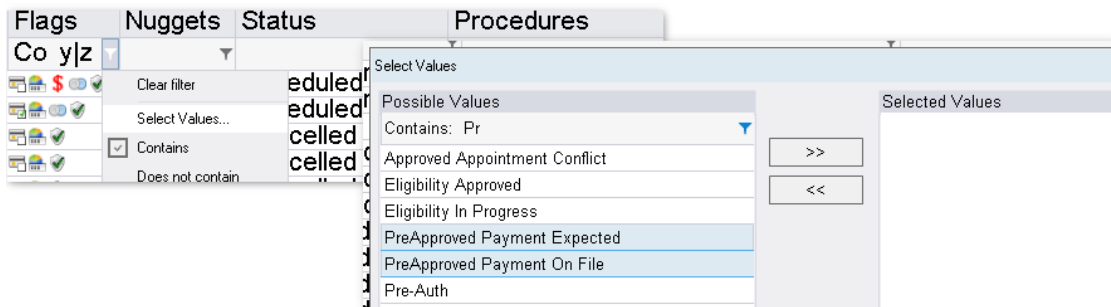 Flags Nuggets Status Procedures
Co y|z
Clear filter
Select Values...
Contains
Does not contain
eduled
eduled
celled
celled
Select Values
Possible Values
Contains: Pr
Approved Appointment Conflict
Eligibility Approved
Eligibility In Progress
PreApproved Payment Expected
PreApproved Payment On File
Pre-Auth
>>
<<
Selected Values